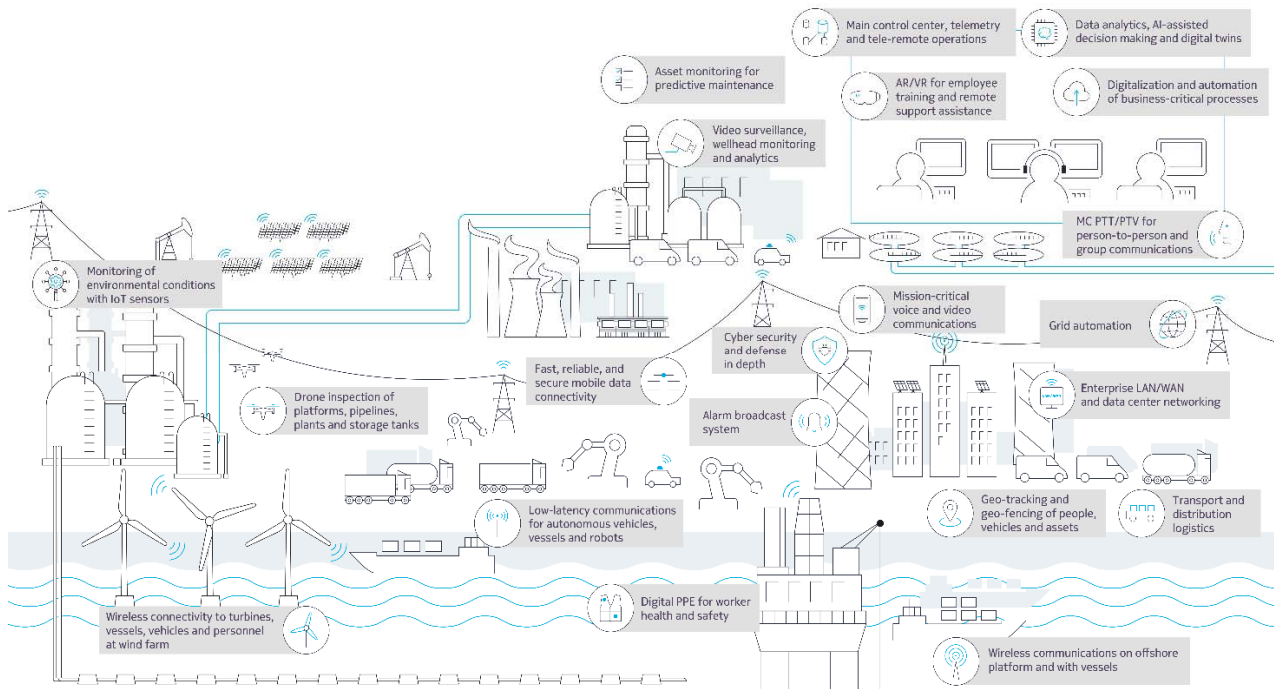 Main control center, telemetry
and tele-remote operations
Data analytics, AI-assisted
decision making and digital twins
Asset monitoring for
predictive maintenance
AR/VR for employee
training and remote
support assistance
Digitalization and automation
of business-critical processes
Video surveillance,
wellhead monitoring
and analytics
MC PTT/PTV for
person-to-person and
group communications
Monitoring of
environmental conditions
with IoT sensors
Mission-critical
voice and video
communications
Grid automation
Cyber security
and defense
in depth
Fast, reliable, and
secure mobile data
connectivity
Drone inspection of
platforms, pipelines,
plants and storage tanks
Enterprise LAN/WAN
and data center networking
LAN/WAN
Alarm broadcast
system
Low-latency communications
for autonomous vehicles,
vessels and robots
Geo-tracking and
geo-fencing of people,
vehicles and assets
Transport and
distribution
logistics
Wireless connectivity to turbines,
vessels, vehicles and personnel
at wind farm
Digital PPE for worker
health and safety
Wireless communications on offshore
platform and with vessels